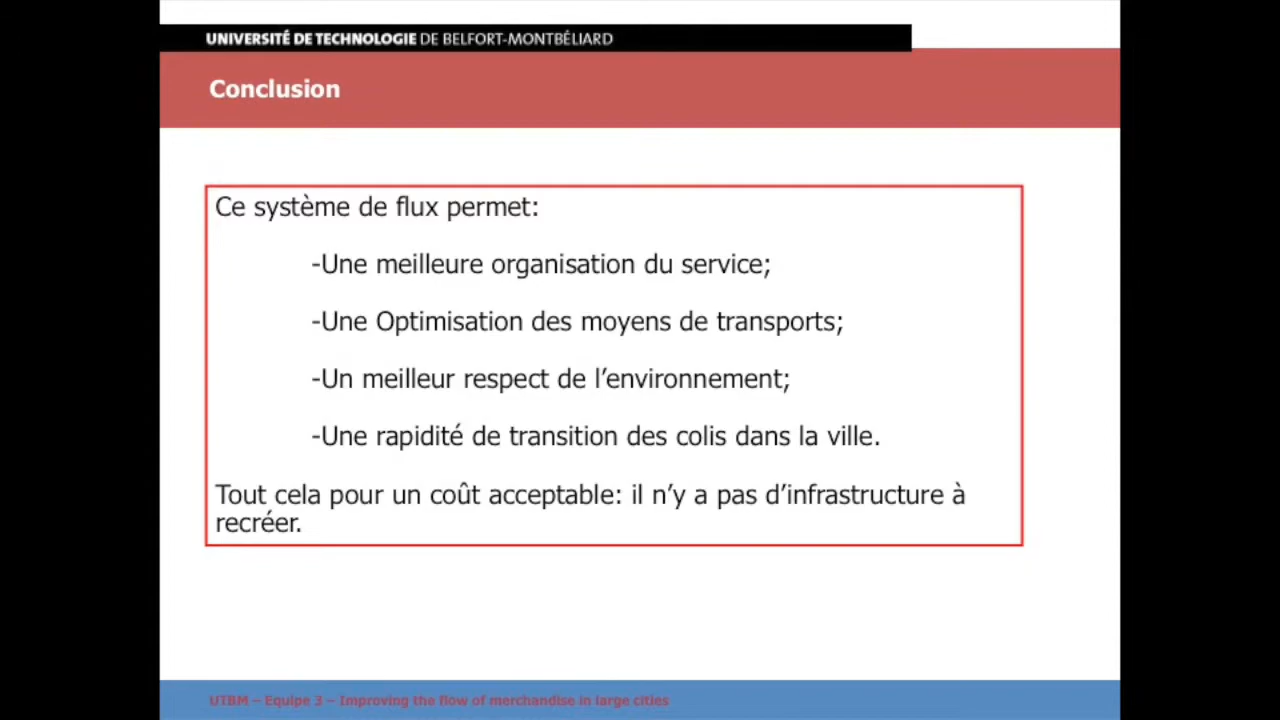 UNIVERSITÉ DE TECHNOLOGIE DE BELFORT-MONTBÉLIARD
Conclusion
Ce système de flux permet:
-Une meilleure organisation du service;
-Une Optimisation des moyens de transports;
-Un meilleur respect de l’environnement;
-Une rapidité de transition des colis dans la ville.
Tout cela pour un coût acceptable: il n’y a pas d’infrastructure à
recréer.
UTBM – Equipe 3 – Improving the flow of merchandise in large cities